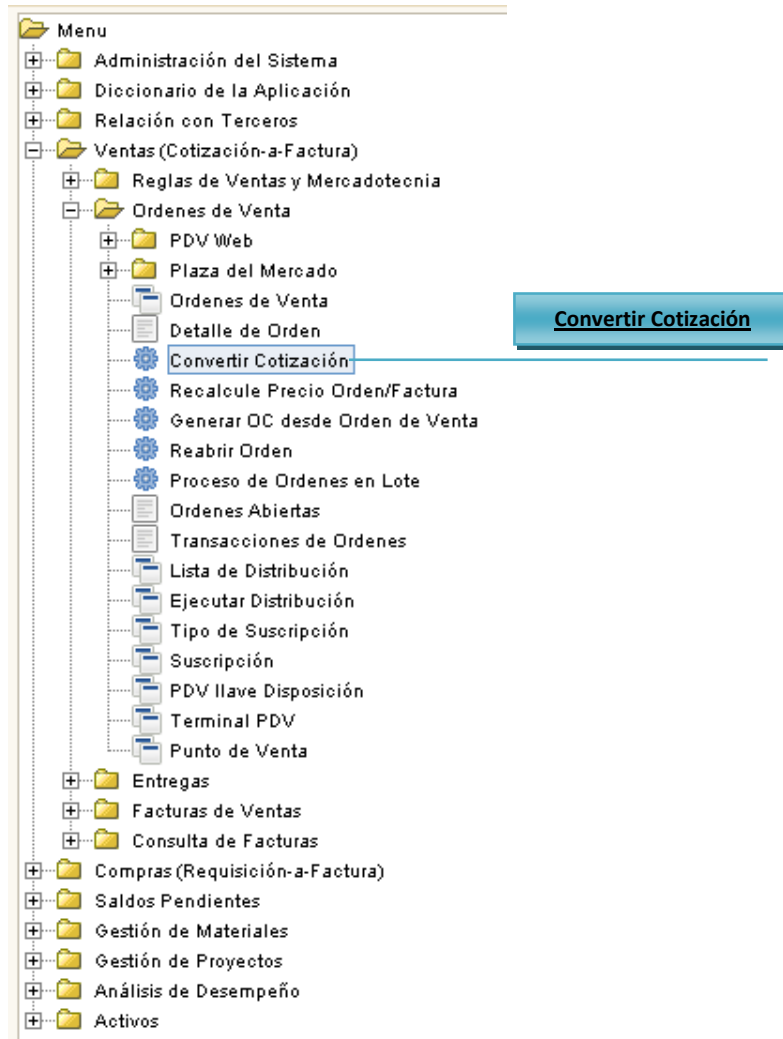 Menu
Administración del Sistema
Diccionario de la Aplicación
Relación con Terceros
Ventas (Cotización-a-Factura)
Reglas de Ventas y Mercadotecnia
Ordenes de Venta
PDV Web
Plaza del Mercado
Ordenes de Venta
Detalle de Orden
Convertir Cotización
Convertir Cotización
Recalcule Precio Orden/Factura
Generar OC desde Orden de Venta
Reabrir Orden
Proceso de Ordenes en Lote
Ordenes Abiertas
Transacciones de Ordenes
Lista de Distribución
Ejecutar Distribución
Tipo de Suscripción
Suscripción
PDV llave Disposición
Terminal PDV
Punto de Venta
Entregas
Facturas de Ventas
Consulta de Facturas
Compras (Requisición-a-Factura)
Saldos Pendientes
Gestión de Materiales
Gestión de Proyectos
Análisis de Desempeño
Activos